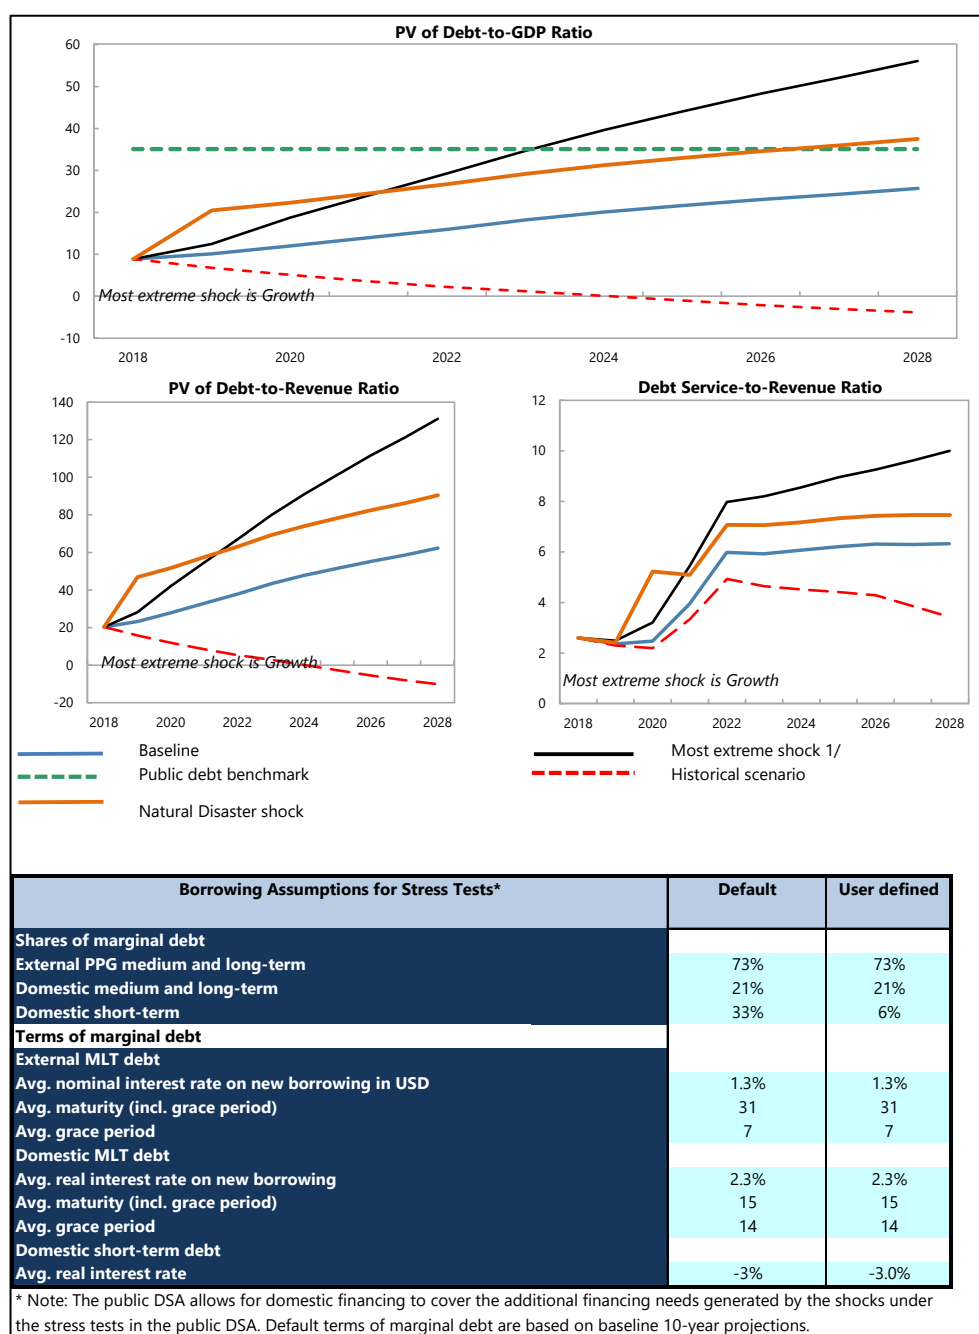 PV of Debt-to-GDP Ratio
60
50
40
30
20
10
0
-10
Most extreme shock is Growth
2018 2020 2022 2024 2026 2028
PV of Debt-to-Revenue Ratio
140
120
100
80
60
40
20
0
-20
Most extreme shock is Growth
2018 2020 2022 2024 2026 2028
Debt Service-to-Revenue Ratio
12
10
8
6
4
2
0
Most extreme shock is Growth
2018 2020 2022 2024 2026 2028
Baseline
Public debt benchmark
Natural Disaster shock
Most extreme shock 1/
Historical scenario
Borrowing Assumptions for Stress Tests* Default User defined
Shares of marginal debt
External PPG medium and long-term 73% 73%
Domestic medium and long-term 21% 21%
Domestic short-term 33% 6%
Terms of marginal debt
External MLT debt
Avg. nominal interest rate on new borrowing in USD 1.3% 1.3%
Avg. maturity (incl. grace period) 31 31
Avg. grace period 7 7
Domestic MLT debt
Avg. real interest rate on new borrowing 2.3% 2.3%
Avg. maturity (incl. grace period) 15 15
Avg. grace period 14 14
Domestic short-term debt
Avg. real interest rate -3% -3.0%
* Note: The public DSA allows for domestic financing to cover the additional financing needs generated by the shocks under
the stress tests in the public DSA. Default terms of marginal debt are based on baseline 10-year projections.